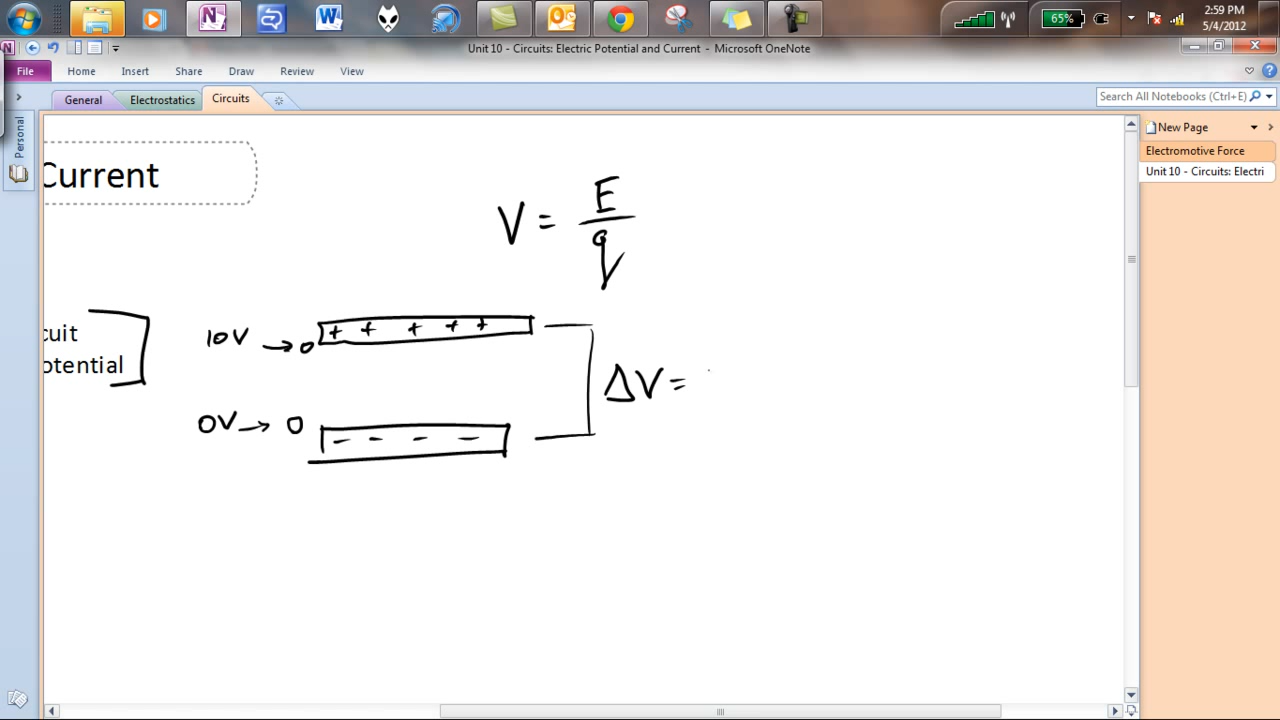 65%
2:59 PM
5/4/2012
Unit 10 - Circuits: Electric Potential and Current - Microsoft OneNote
File Home Insert Share Draw Review View
General Electrostatics Circuits
Search All Notebooks (Ctrl+E)
Personal
New Page
Electromotive Force
Unit 10 - Circuits: Electri
Current
V = E/q
cuit
otential
10V → 0
+ + + + +
ΔV =
0V → 0
- - - -